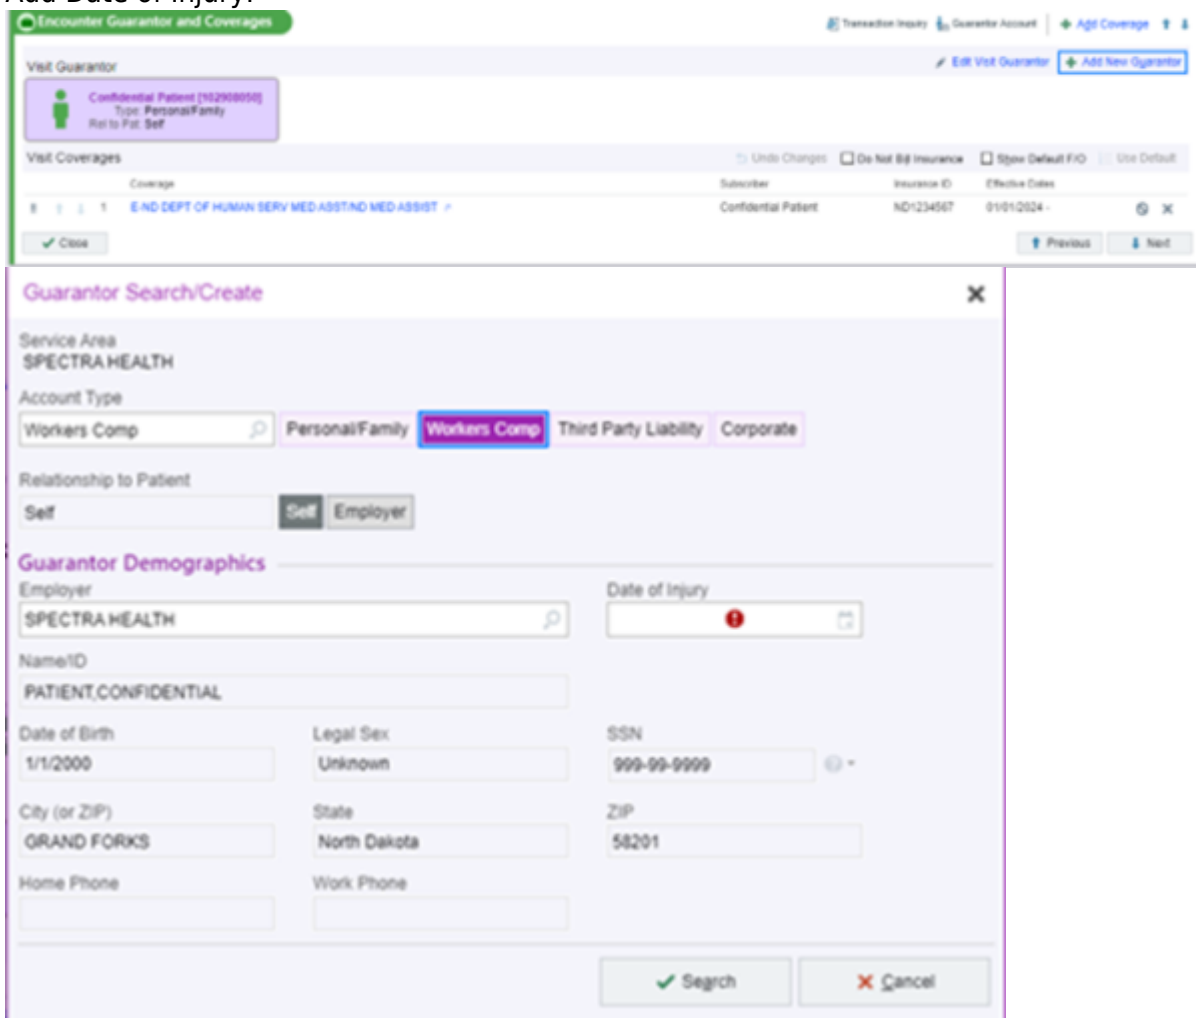 Add Date of Injury.
Encounter Guarantor and Coverages
Transaction Inquiry Guarantor Account Add Coverage
Visit Guarantor
Edit Visit Guarantor Add New Guarantor
Confidential Patient [102908050]
Type: Personal/Family
Rel to Pat: Self
Visit Coverages
Undo Changes Do Not Bill Insurance Show Default F/O Use Default
Coverage Subscriber Insurance ID Effective Dates
1 E-ND DEPT OF HUMAN SERV MED ASST/ND MED ASSIST Confidential Patient ND1234567 01/01/2024 -
Close Previous Next
Guarantor Search/Create
Service Area
SPECTRA HEALTH
Account Type
Workers Comp Personal/Family Workers Comp Third Party Liability Corporate
Relationship to Patient
Self Self Employer
Guarantor Demographics
Employer Date of Injury
SPECTRA HEALTH
Name/ID
PATIENT,CONFIDENTIAL
Date of Birth Legal Sex SSN
1/1/2000 Unknown 999-99-9999
City (or ZIP) State ZIP
GRAND FORKS North Dakota 58201
Home Phone Work Phone
Search Cancel